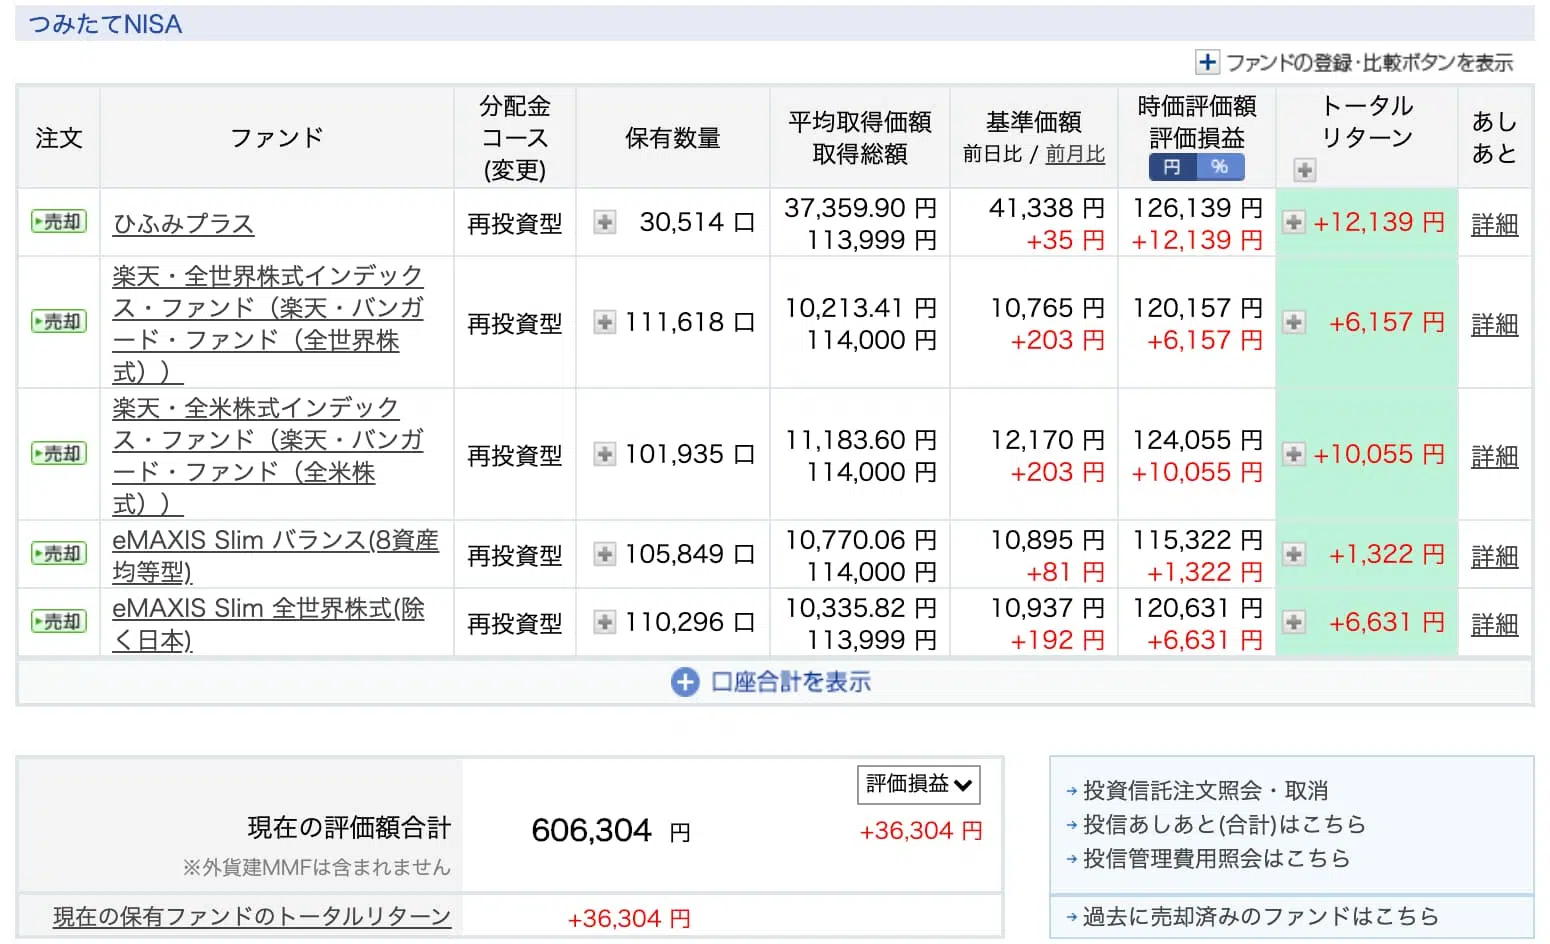 つみたてNISA
ファンドの登録・比較ボタンを表示
注文
ファンド
分配金
コース
(変更)
保有数量
平均取得価額
取得総額
基準価額
前日比 / 前月比
時価評価額
評価損益
円 %
トータル
リターン
あし
あと
売却
ひふみプラス
再投資型
30,514 口
37,359.90 円
113,999 円
41,338 円
+35 円
126,139 円
+12,139 円
+12,139 円
詳細
売却
楽天・全世界株式インデック
ス・ファンド（楽天・バンガ
ード・ファンド（全世界株
式））
再投資型
111,618 口
10,213.41 円
114,000 円
10,765 円
+203 円
120,157 円
+6,157 円
+6,157 円
詳細
売却
楽天・全米株式インデック
ス・ファンド（楽天・バンガ
ード・ファンド（全米株
式））
再投資型
101,935 口
11,183.60 円
114,000 円
12,170 円
+203 円
124,055 円
+10,055 円
+10,055 円
詳細
売却
eMAXIS Slim バランス(8資産
均等型)
再投資型
105,849 口
10,770.06 円
114,000 円
10,895 円
+81 円
115,322 円
+1,322 円
+1,322 円
詳細
売却
eMAXIS Slim 全世界株式(除
く日本)
再投資型
110,296 口
10,335.82 円
113,999 円
10,937 円
+192 円
120,631 円
+6,631 円
+6,631 円
詳細
口座合計を表示
現在の評価額合計
※外貨建MMFは含まれません
606,304 円
評価損益
+36,304 円
現在の保有ファンドのトータルリターン
+36,304 円
投資信託注文照会・取消
投信あしあと(合計)はこちら
投信管理費用照会はこちら
過去に売却済みのファンドはこちら